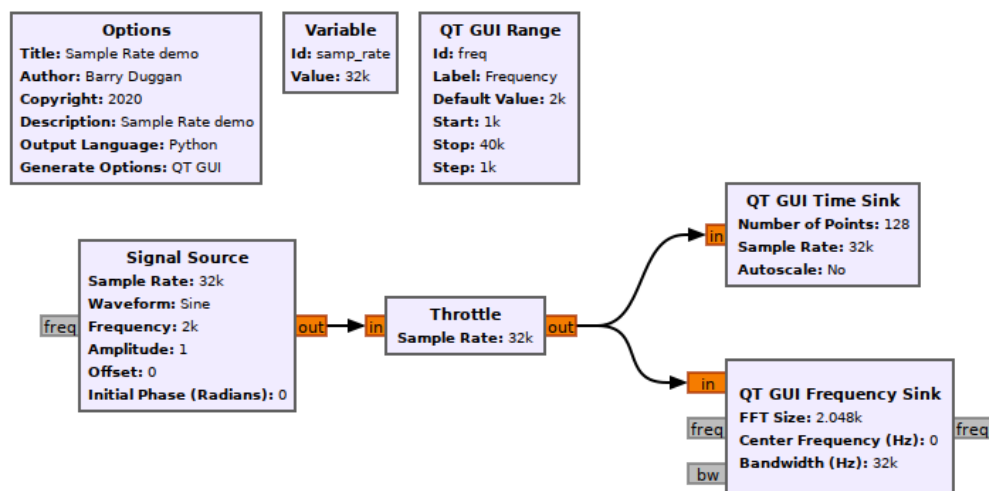 Options
Title: Sample Rate demo
Author: Barry Duggan
Copyright: 2020
Description: Sample Rate demo
Output Language: Python
Generate Options: QT GUI
Variable
Id: samp_rate
Value: 32k
QT GUI Range
Id: freq
Label: Frequency
Default Value: 2k
Start: 1k
Stop: 40k
Step: 1k
Signal Source
Sample Rate: 32k
Waveform: Sine
Frequency: 2k
Amplitude: 1
Offset: 0
Initial Phase (Radians): 0
freq
out
in
Throttle
Sample Rate: 32k
out
in
QT GUI Time Sink
Number of Points: 128
Sample Rate: 32k
Autoscale: No
in
freq
bw
QT GUI Frequency Sink
FFT Size: 2.048k
Center Frequency (Hz): 0
Bandwidth (Hz): 32k
freq